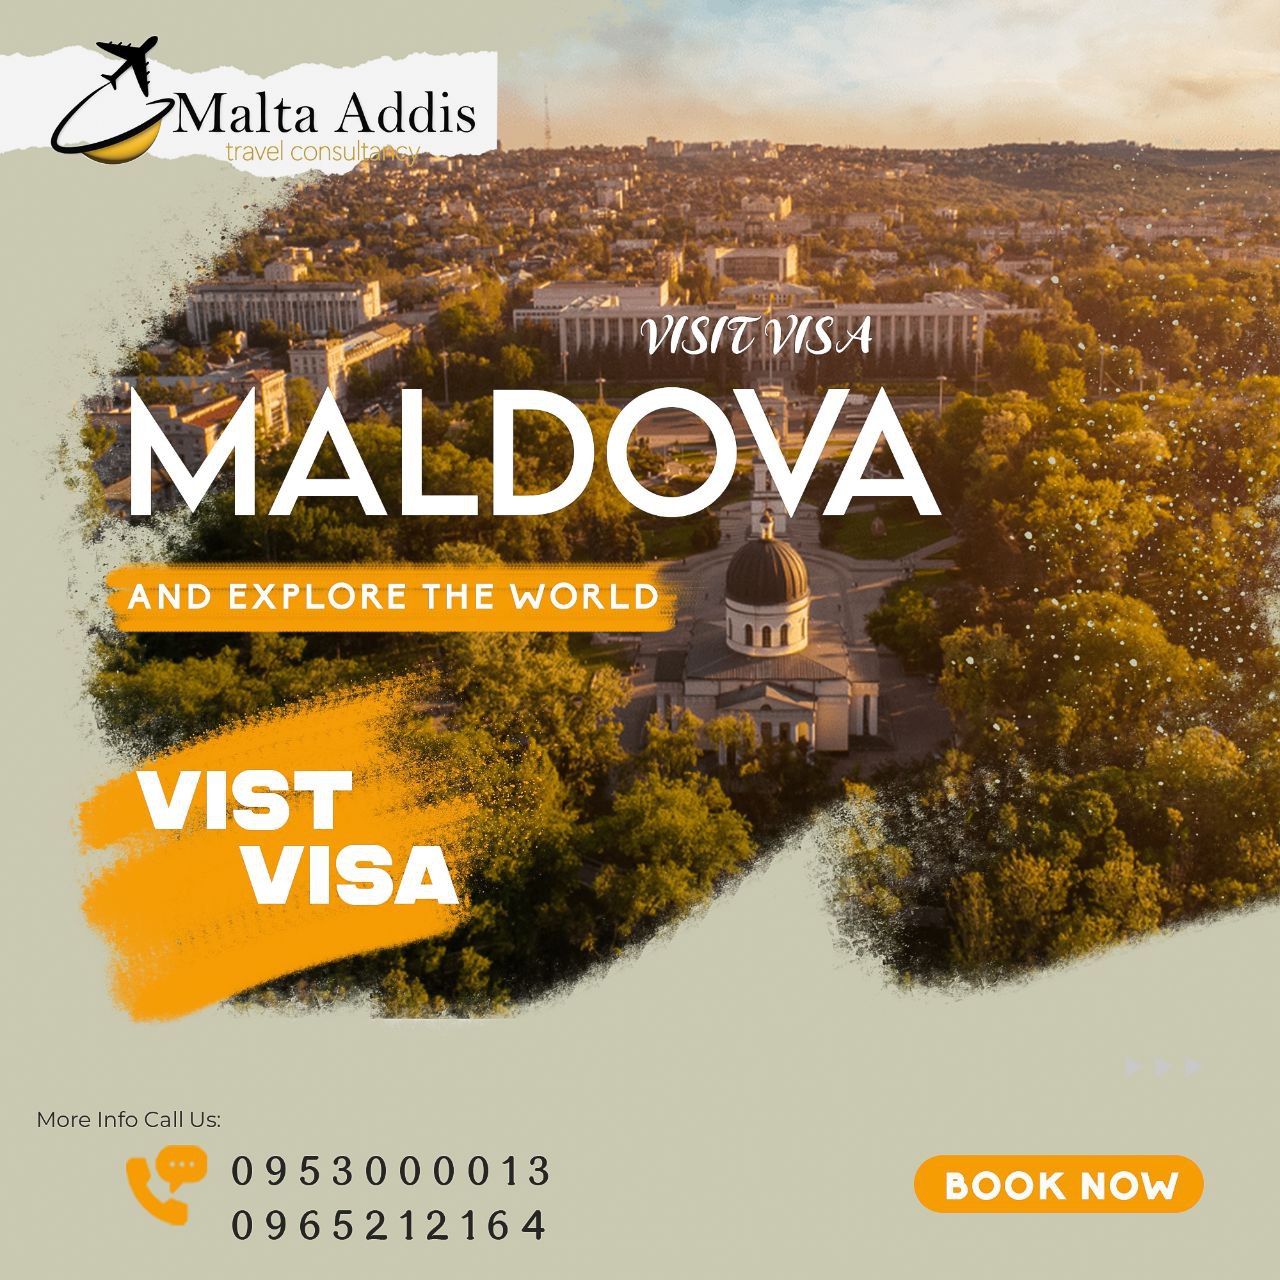 Malta Addis
travel consultancy
VISIT VISA
MALDOVA
AND EXPLORE THE WORLD
VIST
VISA
More Info Call Us:
0953000013
0965212164
BOOK NOW